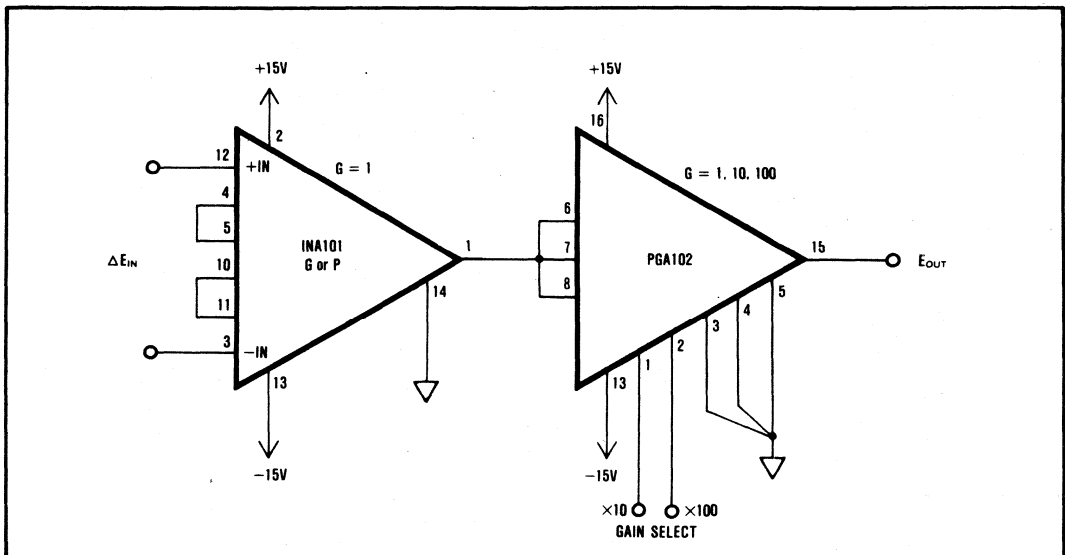 +15V
2
12
+IN
G = 1
4
5
ΔEIN
10
11
INA101
G or P
1
14
3
−IN
13
−15V
+15V
16
G = 1, 10, 100
6
7
8
PGA102
15
EOUT
5
4
3
2
1
13
−15V
×10
×100
GAIN SELECT